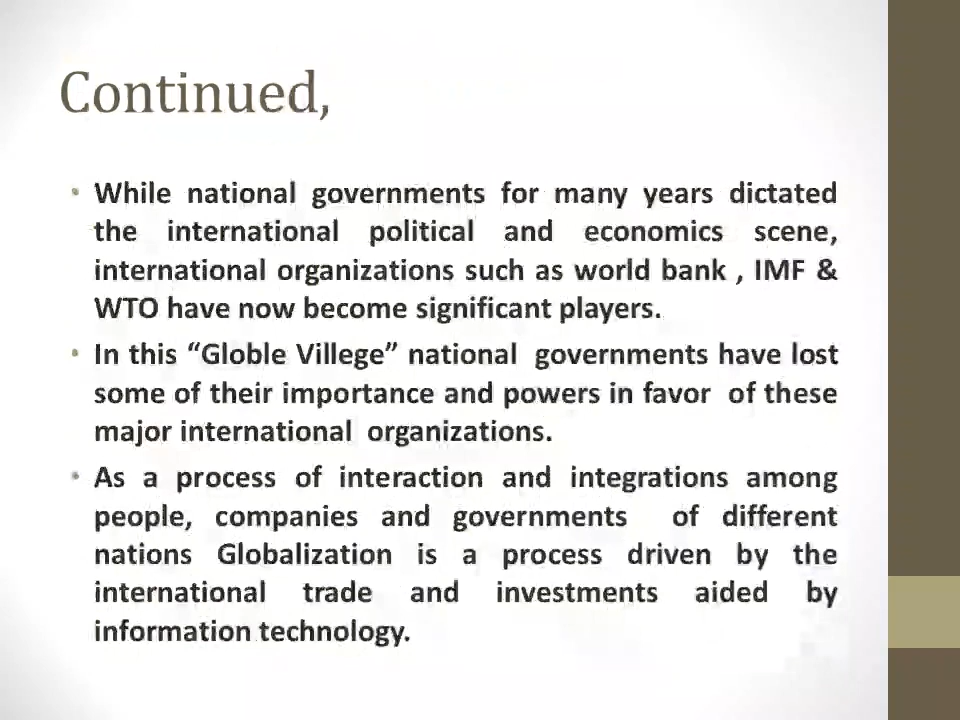 Continued,
• While national governments for many years dictated
the international political and economics scene,
international organizations such as world bank , IMF &
WTO have now become significant players.
• In this “Globle Villege” national governments have lost
some of their importance and powers in favor of these
major international organizations.
• As a process of interaction and integrations among
people, companies and governments of different
nations Globalization is a process driven by the
international trade and investments aided by
information technology.